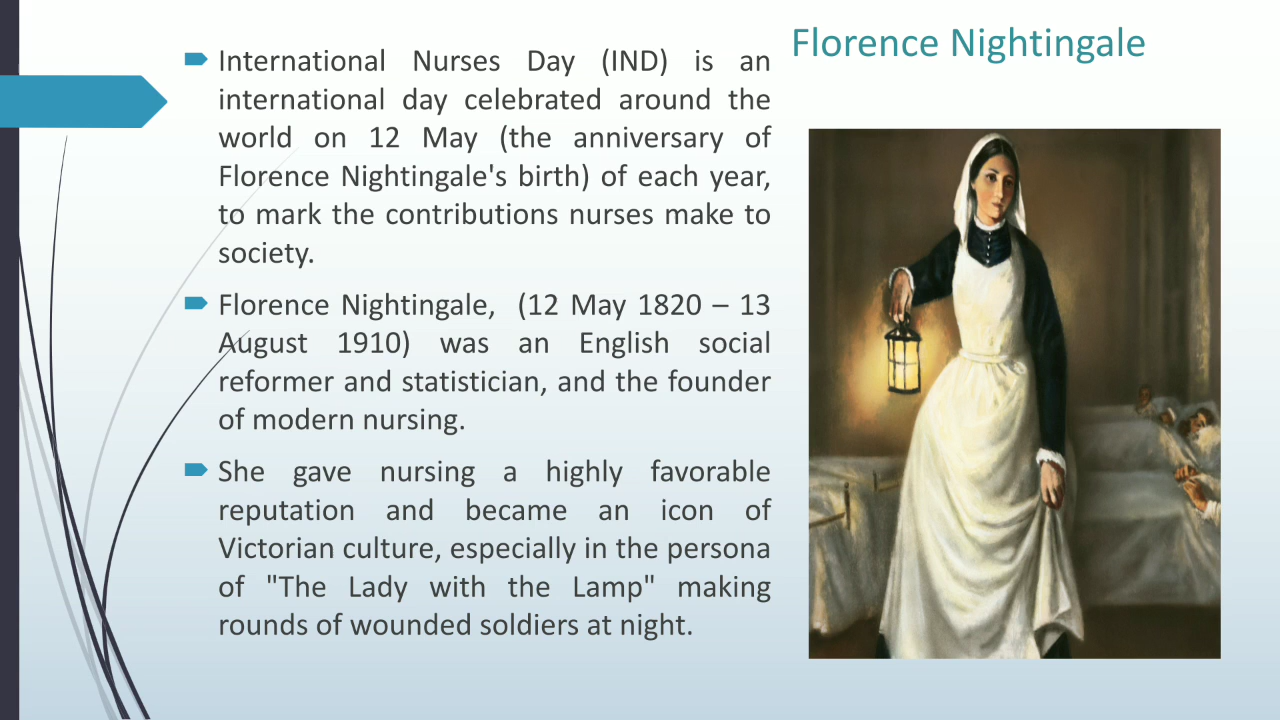 Florence Nightingale
International Nurses Day (IND) is an
international day celebrated around the
world on 12 May (the anniversary of
Florence Nightingale's birth) of each year,
to mark the contributions nurses make to
society.
Florence Nightingale, (12 May 1820 – 13
August 1910) was an English social
reformer and statistician, and the founder
of modern nursing.
She gave nursing a highly favorable
reputation and became an icon of
Victorian culture, especially in the persona
of "The Lady with the Lamp" making
rounds of wounded soldiers at night.